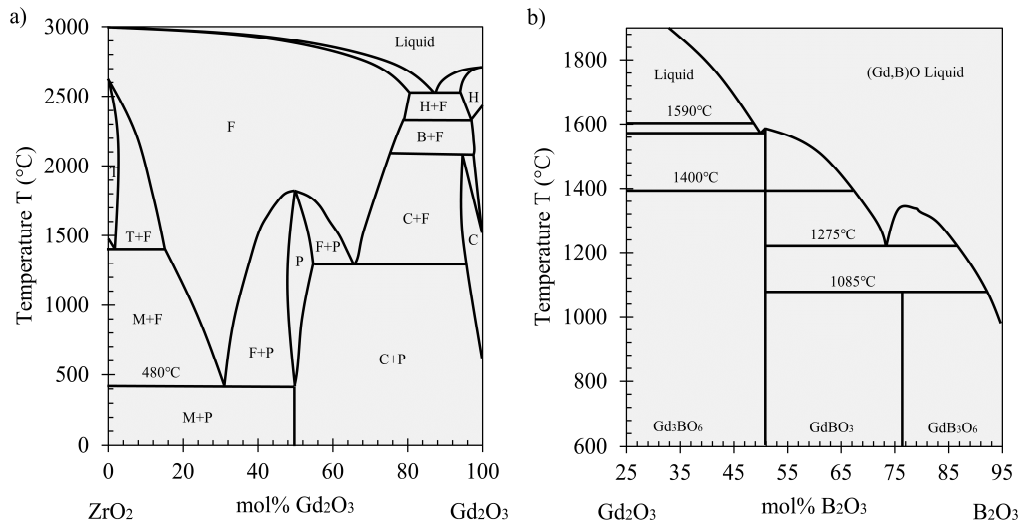 a)
3000
2500
2000
1500
1000
500
0
Temperature T (°C)
Liquid
H
H+F
B+F
F
T
T+F
C+F
F+P
P
C
M+F
F+P
C+P
480℃
M+P
0
20
40
60
80
100
ZrO₂
mol% Gd₂O₃
Gd₂O₃
b)
1800
1600
1400
1200
1000
800
600
Temperature T (°C)
Liquid
(Gd,B)O Liquid
1590℃
1400℃
1275℃
1085℃
Gd₃BO₆
GdBO₃
GdB₃O₆
25
35
45
55
65
75
85
95
Gd₂O₃
mol% B₂O₃
B₂O₃